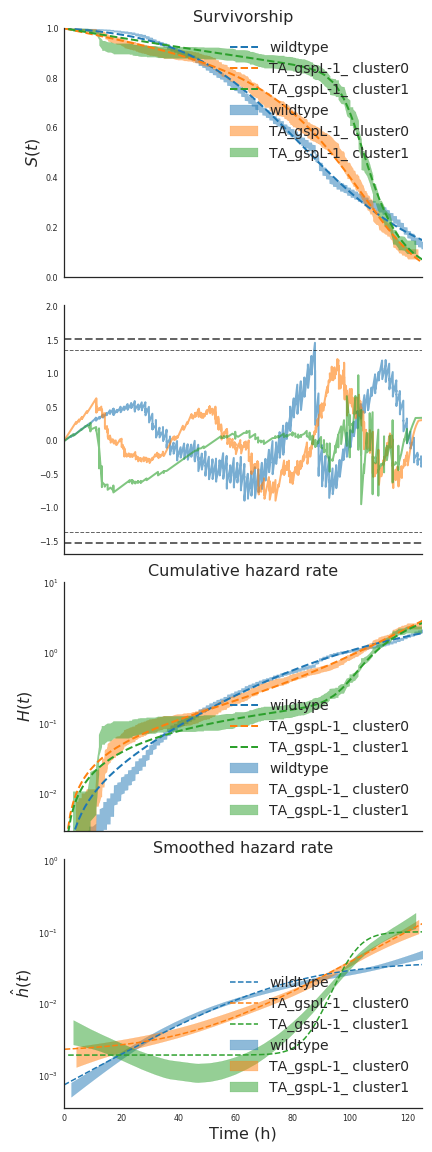 Survivorship
1.0
0.8
0.6
0.4
0.2
0.0
S(t)
wildtype
TA_gspL-1_ cluster0
TA_gspL-1_ cluster1
wildtype
TA_gspL-1_ cluster0
TA_gspL-1_ cluster1
2.0
1.5
1.0
0.5
0.0
−0.5
−1.0
−1.5
Cumulative hazard rate
10¹
10⁰
10⁻¹
10⁻²
H(t)
wildtype
TA_gspL-1_ cluster0
TA_gspL-1_ cluster1
wildtype
TA_gspL-1_ cluster0
TA_gspL-1_ cluster1
Smoothed hazard rate
10⁰
10⁻¹
10⁻²
10⁻³
ĥ(t)
wildtype
TA_gspL-1_ cluster0
TA_gspL-1_ cluster1
wildtype
TA_gspL-1_ cluster0
TA_gspL-1_ cluster1
0 20 40 60 80 100 120
Time (h)